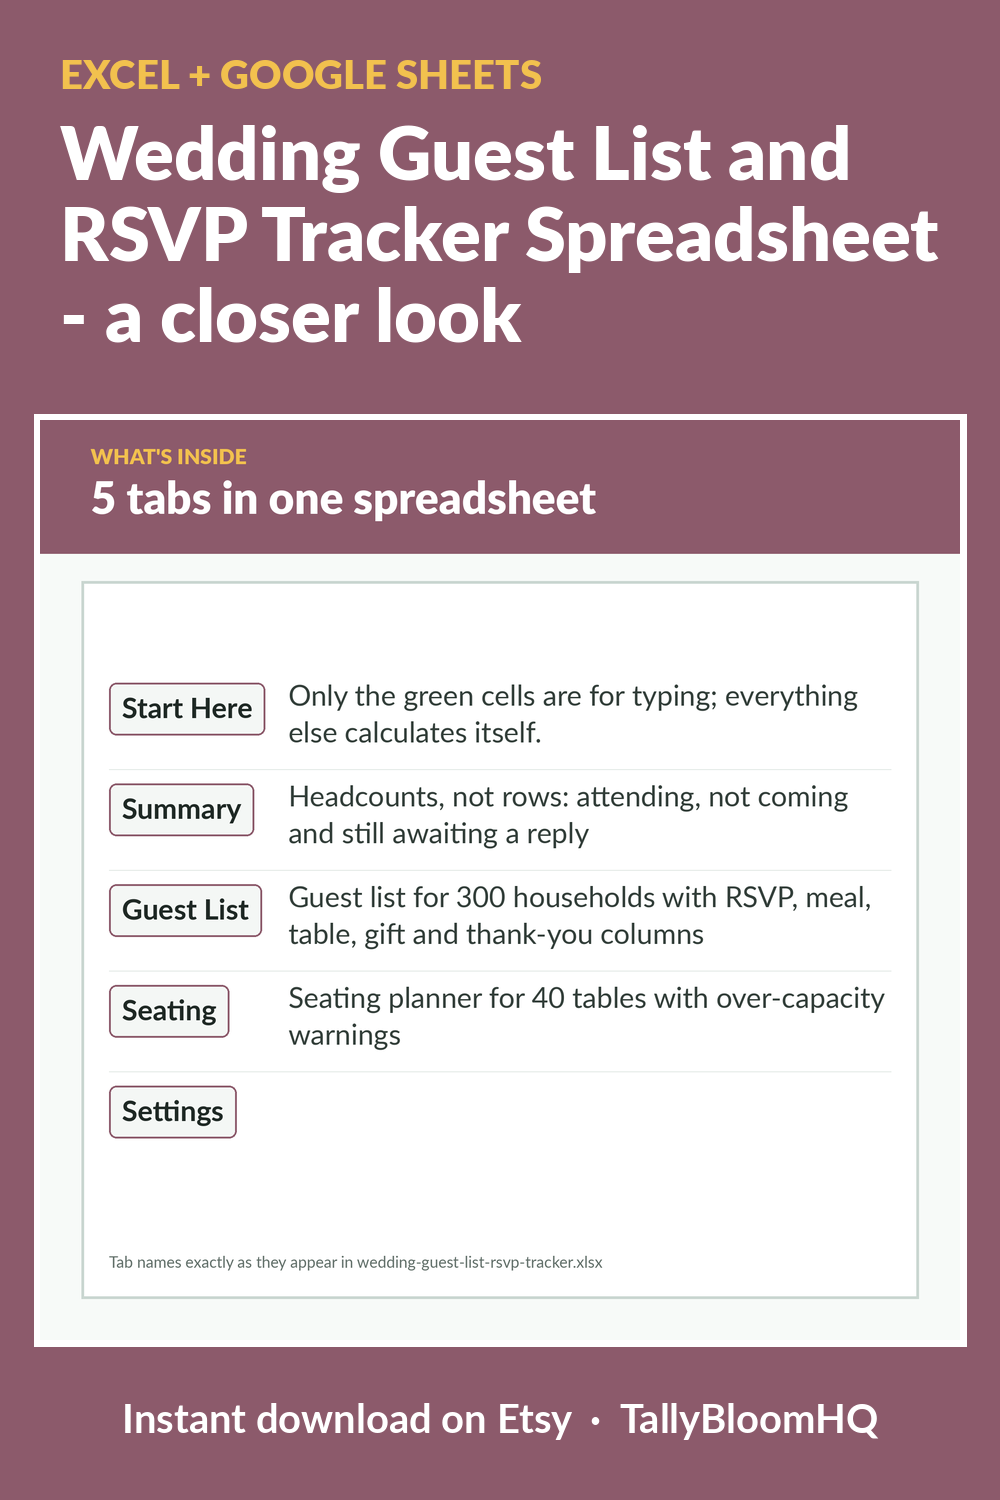 EXCEL + GOOGLE SHEETS
Wedding Guest List and
RSVP Tracker Spreadsheet
- a closer look
WHAT'S INSIDE
5 tabs in one spreadsheet
Start Here
Only the green cells are for typing; everything
else calculates itself.
Summary
Headcounts, not rows: attending, not coming
and still awaiting a reply
Guest List
Guest list for 300 households with RSVP, meal,
table, gift and thank-you columns
Seating
Seating planner for 40 tables with over-capacity
warnings
Settings
Tab names exactly as they appear in wedding-guest-list-rsvp-tracker.xlsx
Instant download on Etsy · TallyBloomHQ